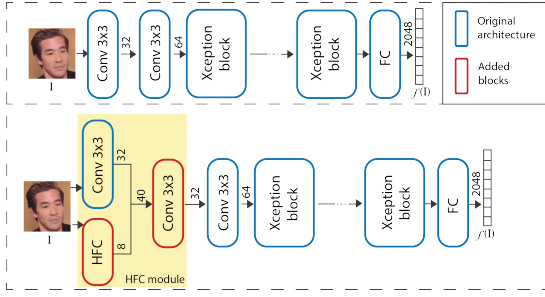 I
Conv 3x3
32
Conv 3x3
64
Xception
block
Xception
block
FC
2048
f(I)
Original
architecture
Added
blocks
I
Conv 3x3
32
HFC
8
40
Conv 3x3
HFC module
32
Conv 3x3
64
Xception
block
Xception
block
FC
2048
f(I)